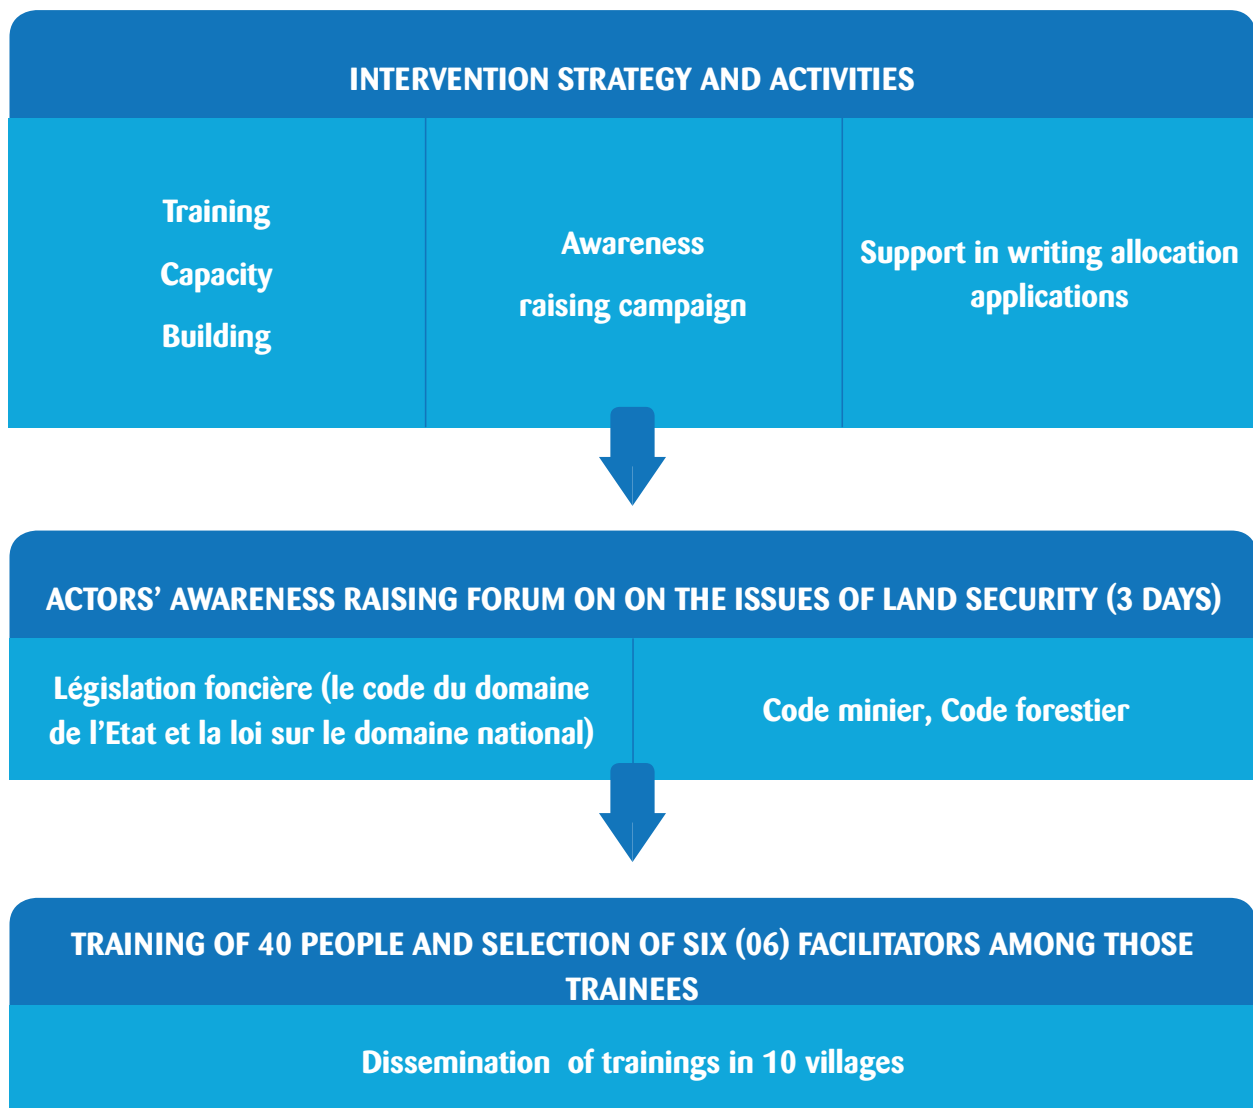 INTERVENTION STRATEGY AND ACTIVITIES
Training
Capacity
Building
Awareness
raising campaign
Support in writing allocation
applications
ACTORS’ AWARENESS RAISING FORUM ON ON THE ISSUES OF LAND SECURITY (3 DAYS)
Législation foncière (le code du domaine
de l’Etat et la loi sur le domaine national)
Code minier, Code forestier
TRAINING OF 40 PEOPLE AND SELECTION OF SIX (06) FACILITATORS AMONG THOSE
TRAINEES
Dissemination of trainings in 10 villages